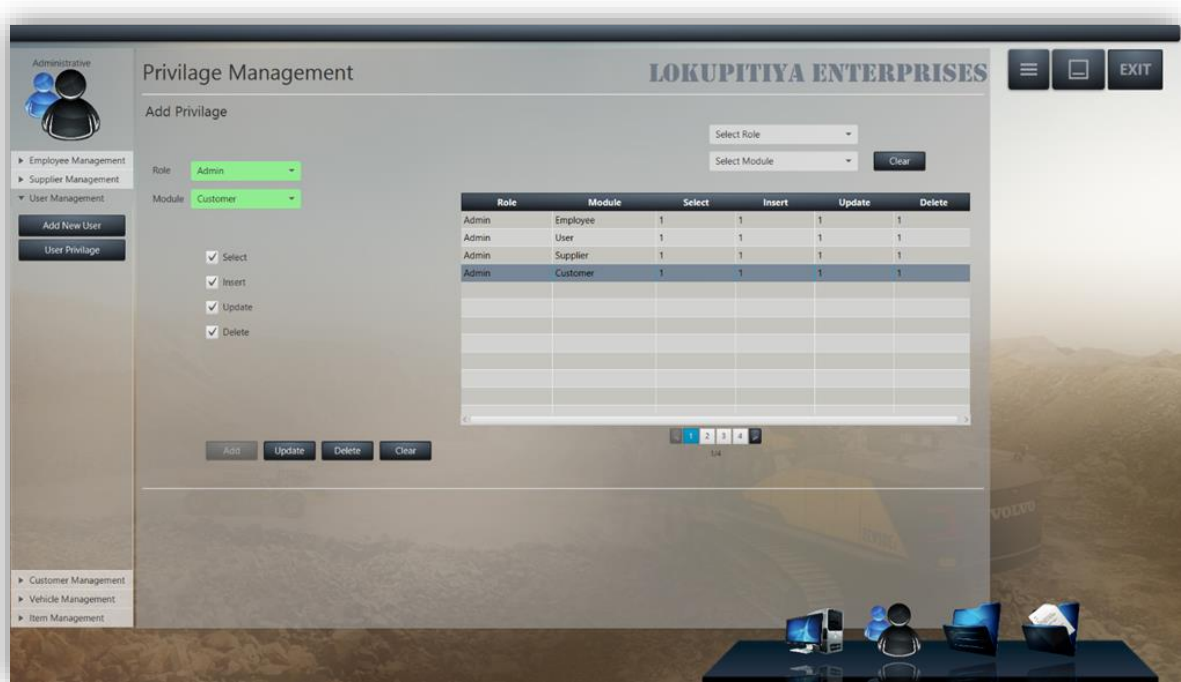 Administrative
Privilage Management
LOKUPITIYA ENTERPRISES
EXIT
Add Privilage
Employee Management
Supplier Management
User Management
Add New User
User Privilage
Customer Management
Vehicle Management
Item Management
Role Admin
Module Customer
Select
Insert
Update
Delete
Add Update Delete Clear
Select Role
Select Module Clear
Role Module Select Insert Update Delete
Admin Employee 1 1 1 1
Admin User 1 1 1 1
Admin Supplier 1 1 1 1
Admin Customer 1 1 1 1
1 2 3 4
1/4
VOLVO